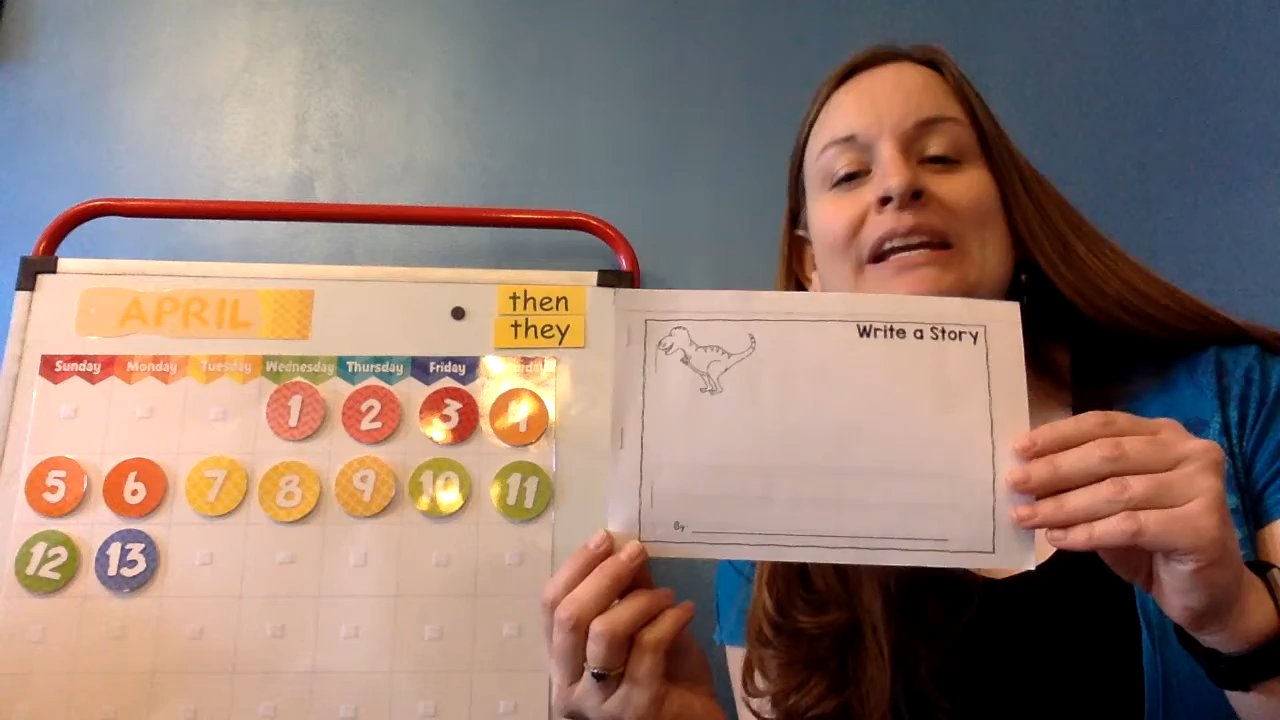 APRIL
then
they
Sunday Monday Tuesday Wednesday Thursday Friday
1 2 3 4
5 6 7 8 9 10 11
12 13
Write a Story
By: